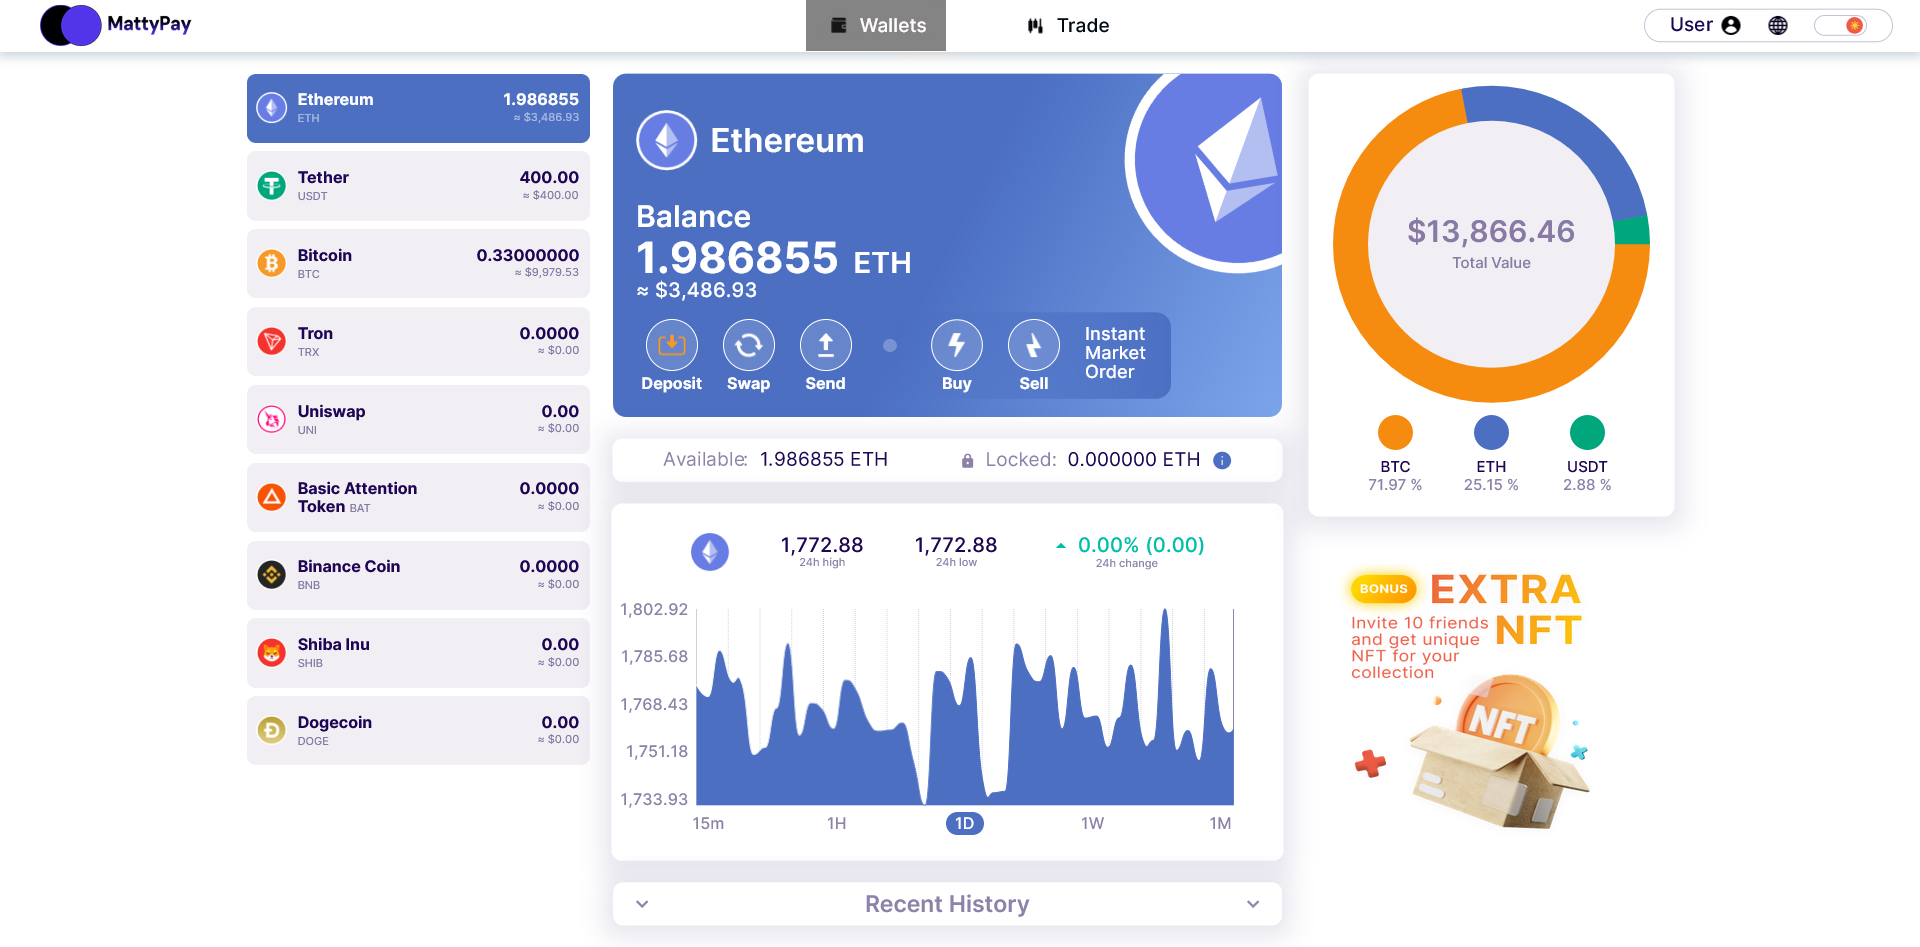 MattyPay
Wallets
Trade
User
Ethereum 1.986855
ETH ≈ $3,486.93
Tether 400.00
USDT ≈ $400.00
Bitcoin 0.33000000
BTC ≈ $9,979.53
Tron 0.0000
TRX ≈ $0.00
Uniswap 0.00
UNI ≈ $0.00
Basic Attention 0.0000
Token BAT ≈ $0.00
Binance Coin 0.0000
BNB ≈ $0.00
Shiba Inu 0.00
SHIB ≈ $0.00
Dogecoin 0.00
DOGE ≈ $0.00
Ethereum
Balance
1.986855 ETH
≈ $3,486.93
Deposit Swap Send Buy Sell
Instant
Market
Order
Available: 1.986855 ETH Locked: 0.000000 ETH
1,772.88 1,772.88 0.00% (0.00)
24h high 24h low 24h change
1,802.92
1,785.68
1,768.43
1,751.18
1,733.93
15m 1H 1D 1W 1M
Recent History
$13,866.46
Total Value
BTC ETH USDT
71.97 % 25.15 % 2.88 %
BONUS EXTRA
NFT
Invite 10 friends
and get unique
NFT for your
collection
NFT